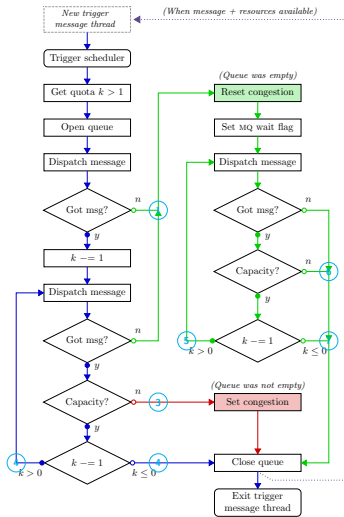 New trigger
message thread
(When message + resources available)
Trigger scheduler
Get quota k > 1
Open queue
Dispatch message
Got msg?
n
y
k −= 1
Dispatch message
Got msg?
n
y
Capacity?
n
3
y
k −= 1
k > 0
k ≤ 0
4
(Queue was empty)
Reset congestion
Set MQ wait flag
Dispatch message
Got msg?
n
y
Capacity?
n
y
k −= 1
k > 0
k ≤ 0
(Queue was not empty)
Set congestion
Close queue
Exit trigger
message thread